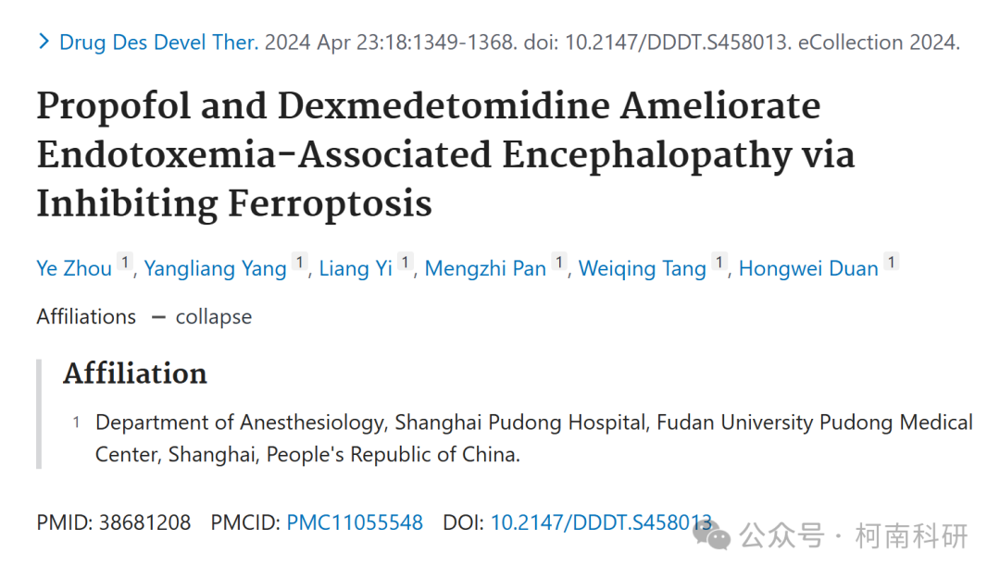 > Drug Des Devel Ther. 2024 Apr 23:18:1349-1368. doi: 10.2147/DDDT.S458013. eCollection 2024.
Propofol and Dexmedetomidine Ameliorate
Endotoxemia-Associated Encephalopathy via
Inhibiting Ferroptosis
Ye Zhou 1, Yangliang Yang 1, Liang Yi 1, Mengzhi Pan 1, Weiqing Tang 1, Hongwei Duan 1
Affiliations — collapse
Affiliation
1 Department of Anesthesiology, Shanghai Pudong Hospital, Fudan University Pudong Medical
Center, Shanghai, People's Republic of China.
PMID: 38681208 PMCID: PMC11055548 DOI: 10.2147/DDDT.S458013
公众号 · 柯南科研